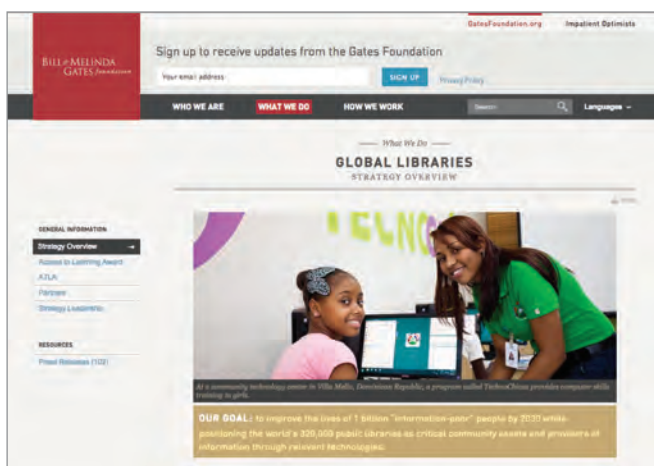 GatesFoundation.org Impatient Optimists
BILL & MELINDA
GATES foundation
Sign up to receive updates from the Gates Foundation
Your email address SIGN UP Privacy Policy
WHO WE ARE WHAT WE DO HOW WE WORK Search Languages
What We Do
GLOBAL LIBRARIES
STRATEGY OVERVIEW
GENERAL INFORMATION
Strategy Overview
Access to Learning Award
ATLA
Partners
Strategy Leadership
RESOURCES
Press Releases (102)
At a community technology center in Villa Mella, Dominican Republic, a program called TechnoChicas provides computer skills
training to girls.
OUR GOAL: to improve the lives of 1 billion "information-poor" people by 2030 while
positioning the world's 320,000 public libraries as critical community assets and providers of
information through relevant technologies.